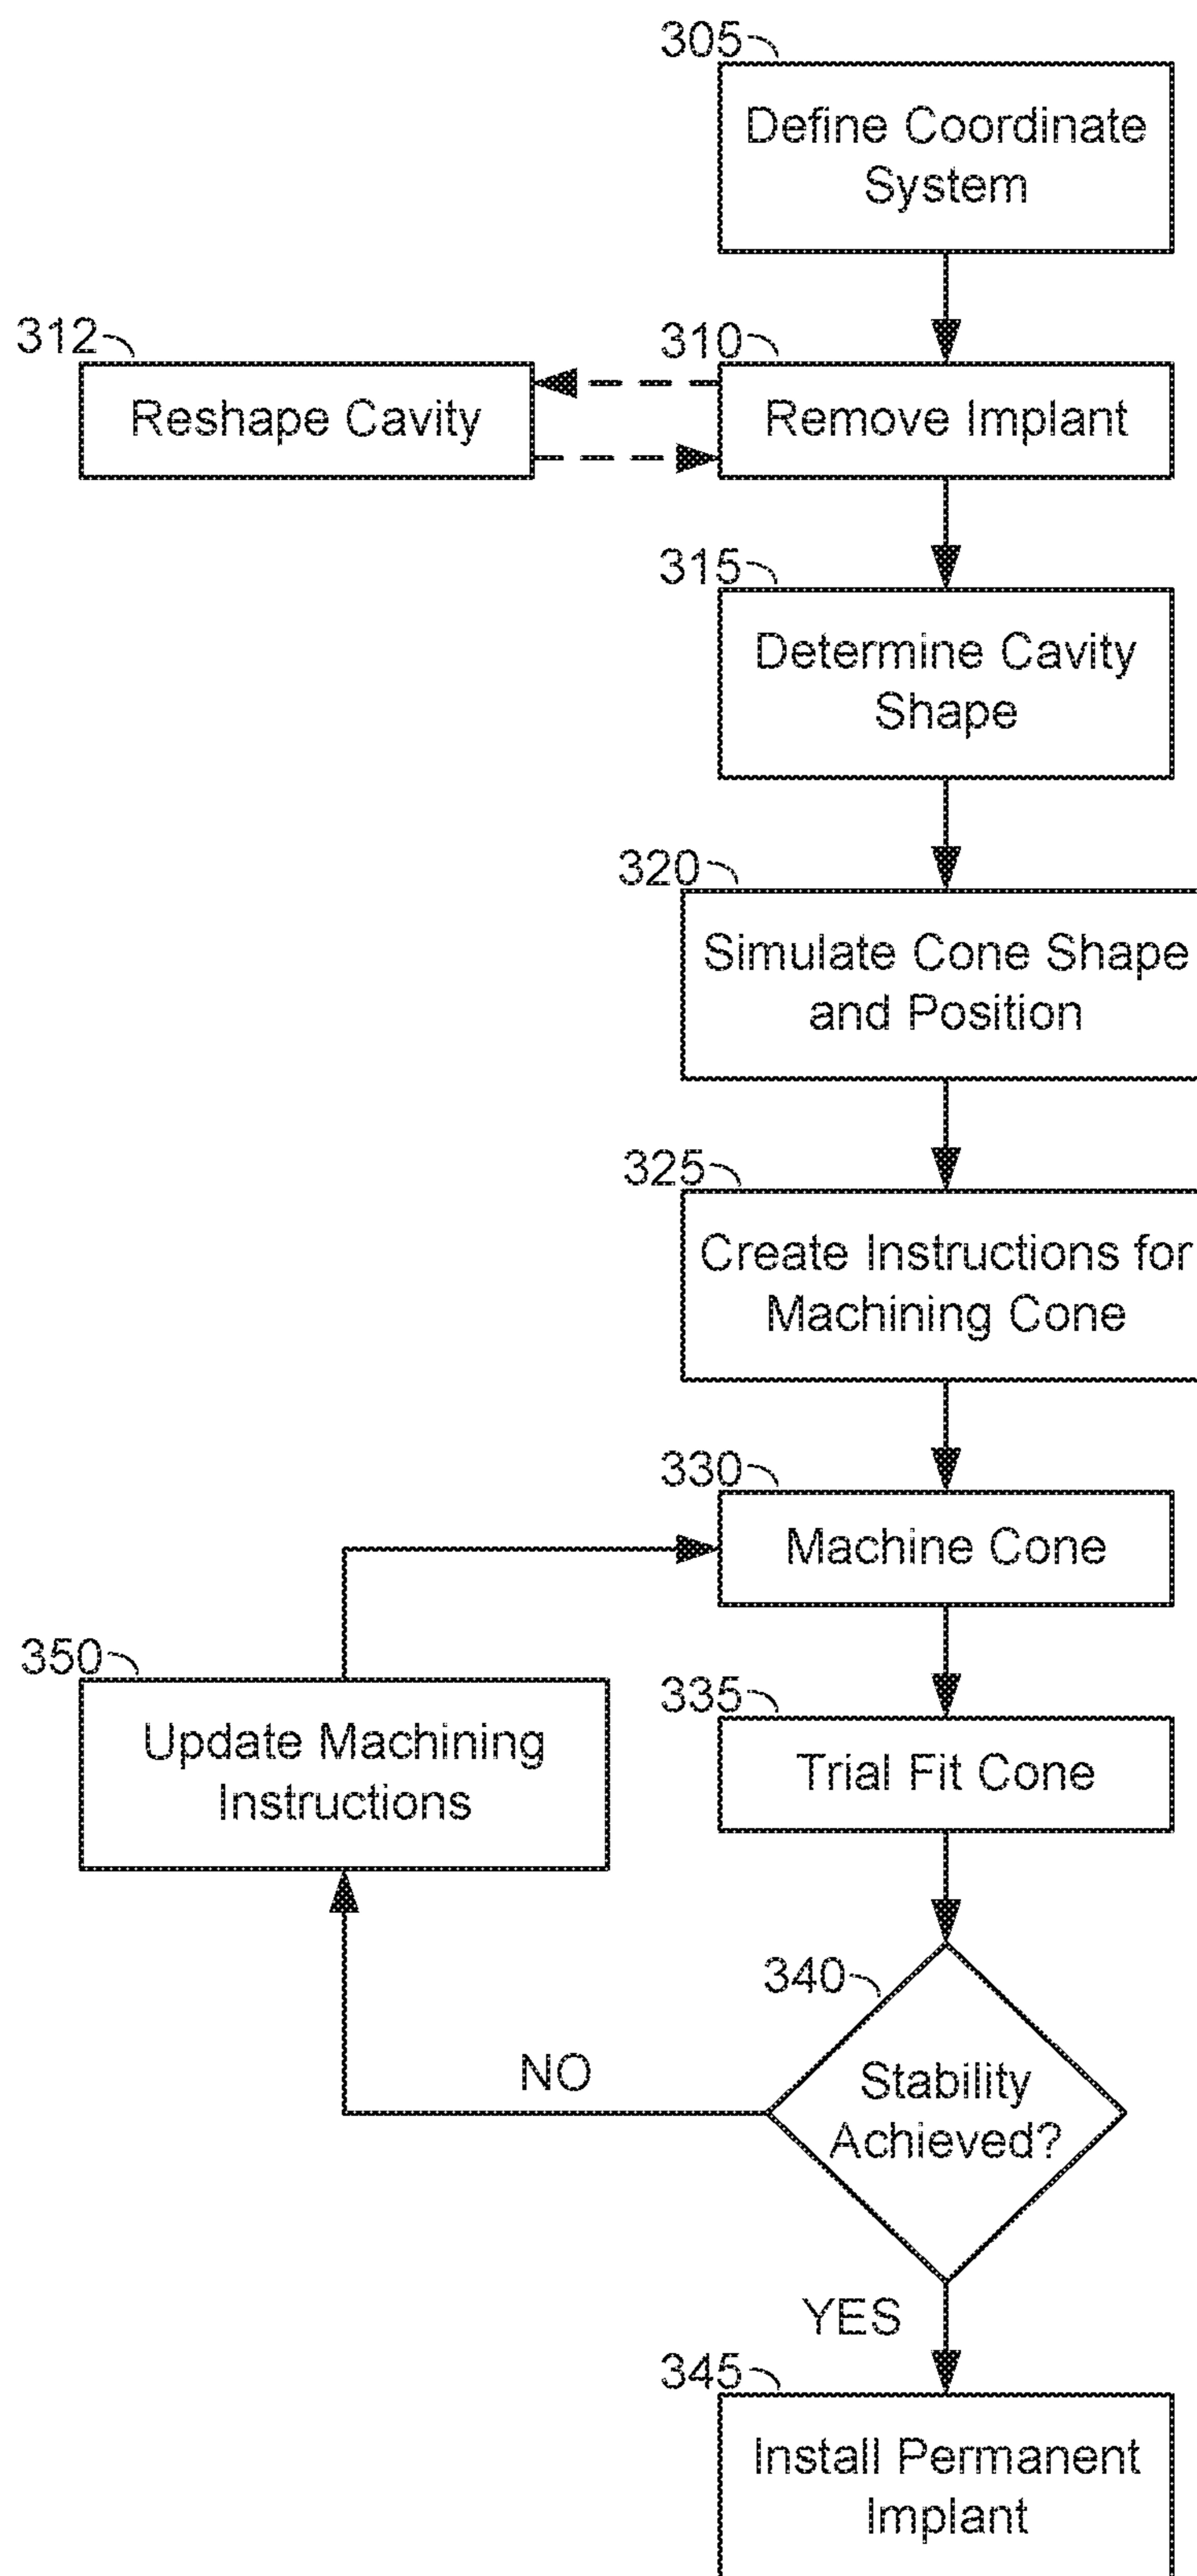 305
Define Coordinate
System
312
310
Reshape Cavity
Remove Implant
315
Determine Cavity
Shape
320
Simulate Cone Shape
and Position
325
Create Instructions for
Machining Cone
330
Machine Cone
350
335
Update Machining
Instructions
Trial Fit Cone
340
NO
Stability
Achieved?
YES
345
Install Permanent
Implant